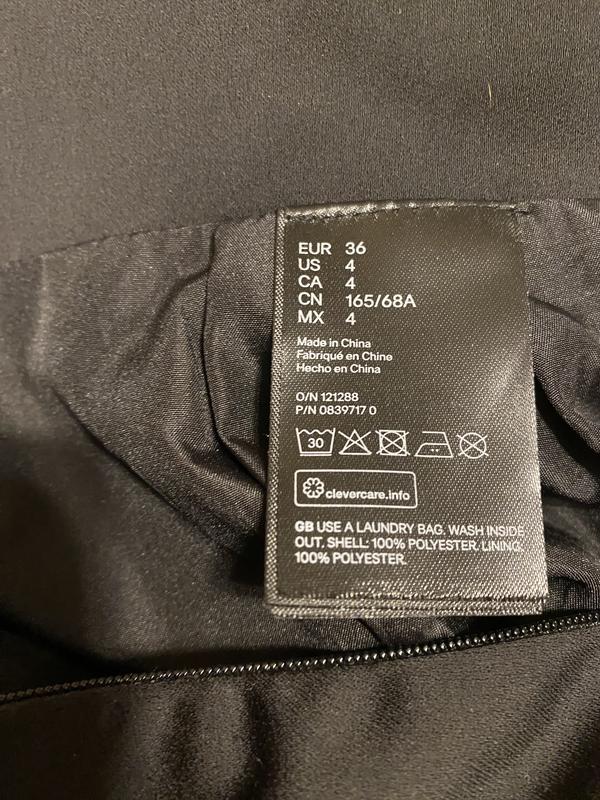 EUR 36
US 4
CA 4
CN 165/68A
MX 4
Made in China
Fabriqué en Chine
Hecho en China
O/N 121288
P/N 0839717 0
30
clevercare.info
GB USE A LAUNDRY BAG. WASH INSIDE
OUT. SHELL: 100% POLYESTER. LINING:
100% POLYESTER.